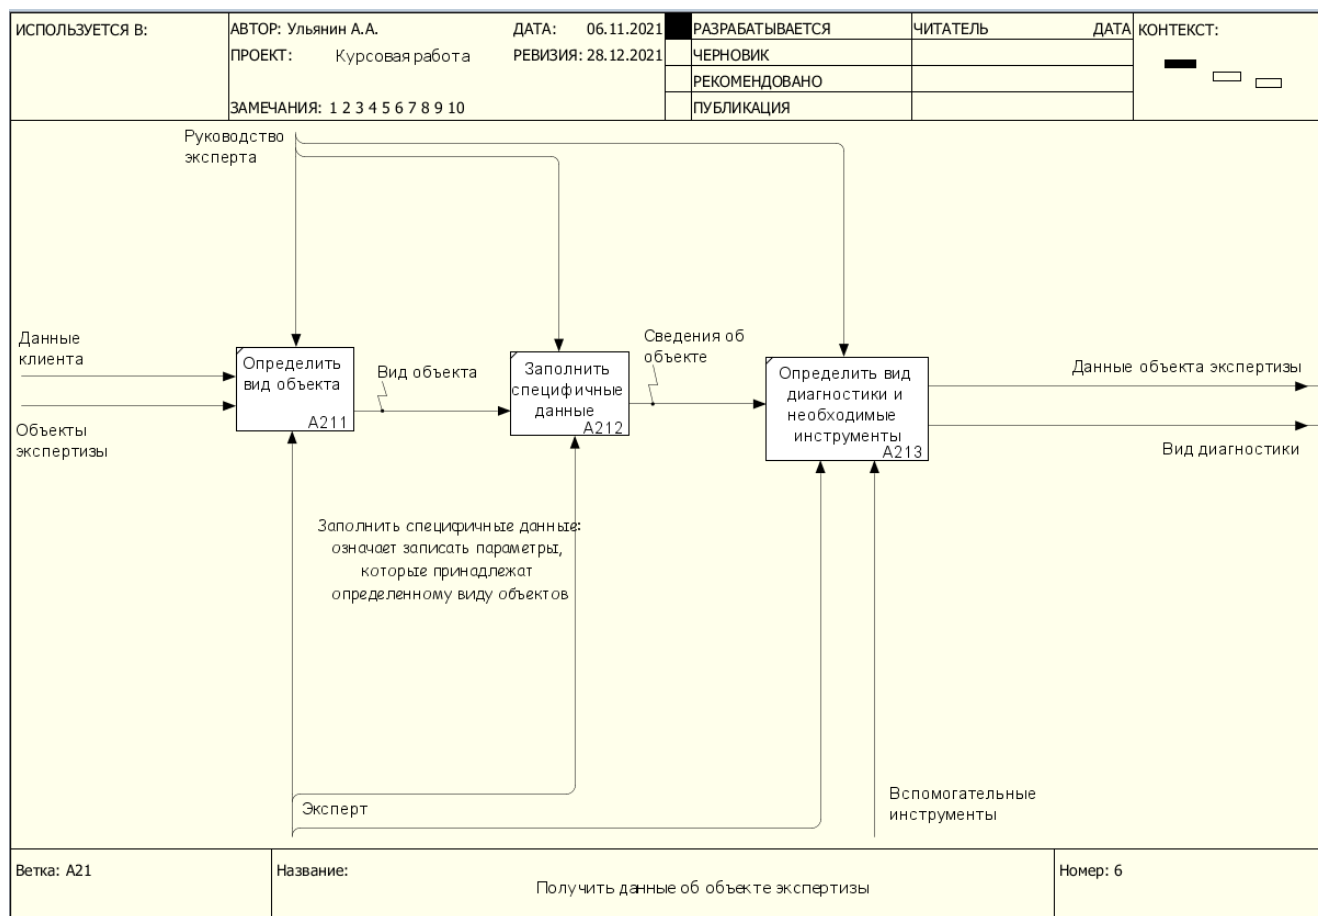 ИСПОЛЬЗУЕТСЯ В:
АВТОР: Ульянин А.А.
ДАТА: 06.11.2021
РАЗРАБАТЫВАЕТСЯ
ЧИТАТЕЛЬ
ДАТА
КОНТЕКСТ:
ПРОЕКТ: Курсовая работа
РЕВИЗИЯ: 28.12.2021
ЧЕРНОВИК
РЕКОМЕНДОВАНО
ЗАМЕЧАНИЯ: 1 2 3 4 5 6 7 8 9 10
ПУБЛИКАЦИЯ
Руководство
эксперта
Данные
клиента
Объекты
экспертизы
Определить
вид объекта
A211
Вид объекта
Заполнить
специфичные
данные
A212
Сведения об
объекте
Определить вид
диагностики и
необходимые
инструменты
A213
Данные объекта экспертизы
Вид диагностики
Заполнить специфичные данные:
означает записать параметры,
которые принадлежат
определенному виду объектов
Эксперт
Вспомогательные
инструменты
Ветка: A21
Название:
Получить данные об объекте экспертизы
Номер: 6